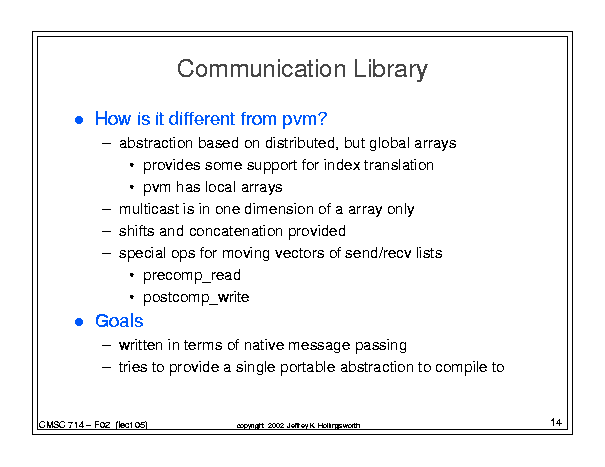 Communication Library
● How is it different from pvm?
– abstraction based on distributed, but global arrays
• provides some support for index translation
• pvm has local arrays
– multicast is in one dimension of a array only
– shifts and concatenation provided
– special ops for moving vectors of send/recv lists
• precomp_read
• postcomp_write
● Goals
– written in terms of native message passing
– tries to provide a single portable abstraction to compile to
CMSC 714 – F02 (lect 05)
copyright 2002 Jeffrey K. Hollingsworth
14